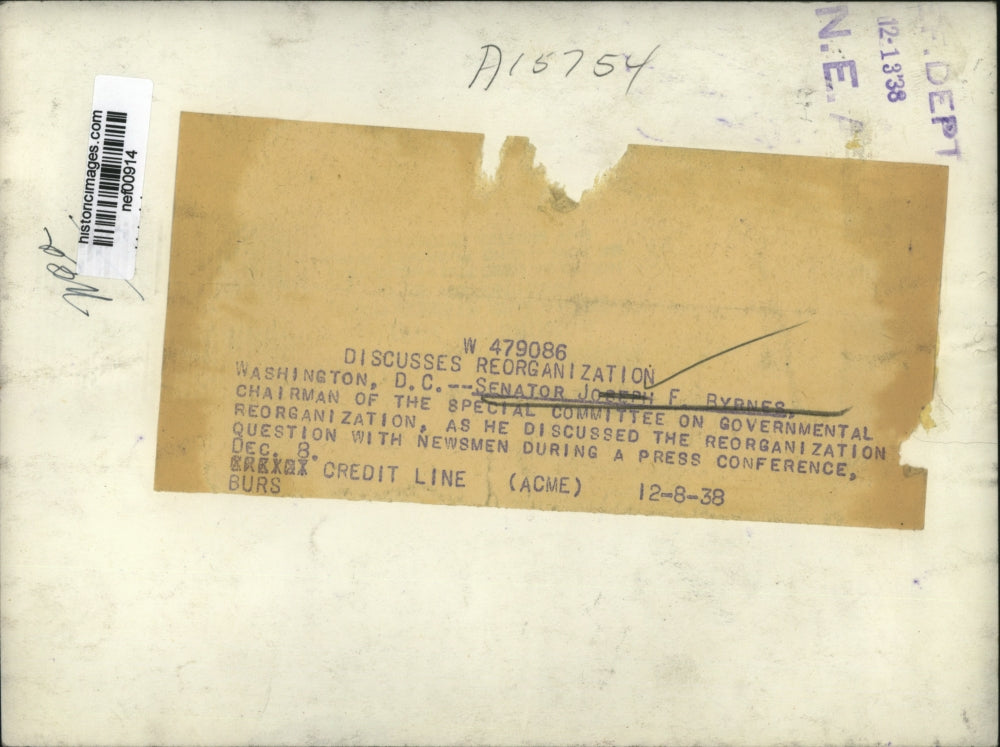 A15754
N.E.A
12-13'38
DEPT
historicimages.com
nef00914
W 479086
DISCUSSES REORGANIZATION
WASHINGTON, D.C.--SENATOR JOSEPH F. BYRNES,
CHAIRMAN OF THE SPECIAL COMMITTEE ON GOVERNMENTAL
REORGANIZATION, AS HE DISCUSSED THE REORGANIZATION
QUESTION WITH NEWSMEN DURING A PRESS CONFERENCE,
DEC. 8.
CREDIT LINE (ACME) 12-8-38
BURS